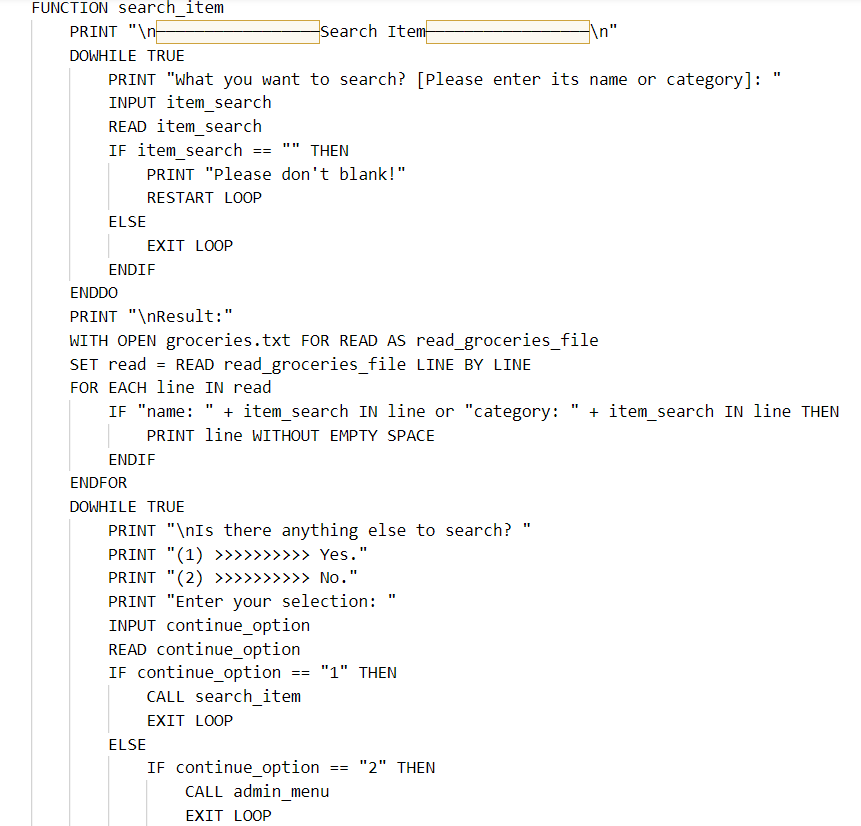 FUNCTION search_item
PRINT "\n─────────────────Search Item─────────────────\n"
DOWHILE TRUE
PRINT "What you want to search? [Please enter its name or category]: "
INPUT item_search
READ item_search
IF item_search == "" THEN
PRINT "Please don't blank!"
RESTART LOOP
ELSE
EXIT LOOP
ENDIF
ENDDO
PRINT "\nResult:"
WITH OPEN groceries.txt FOR READ AS read_groceries_file
SET read = READ read_groceries_file LINE BY LINE
FOR EACH line IN read
IF "name: " + item_search IN line or "category: " + item_search IN line THEN
PRINT line WITHOUT EMPTY SPACE
ENDIF
ENDFOR
DOWHILE TRUE
PRINT "\nIs there anything else to search? "
PRINT "(1) >>>>>>>>>> Yes."
PRINT "(2) >>>>>>>>>> No."
PRINT "Enter your selection: "
INPUT continue_option
READ continue_option
IF continue_option == "1" THEN
CALL search_item
EXIT LOOP
ELSE
IF continue_option == "2" THEN
CALL admin_menu
EXIT LOOP